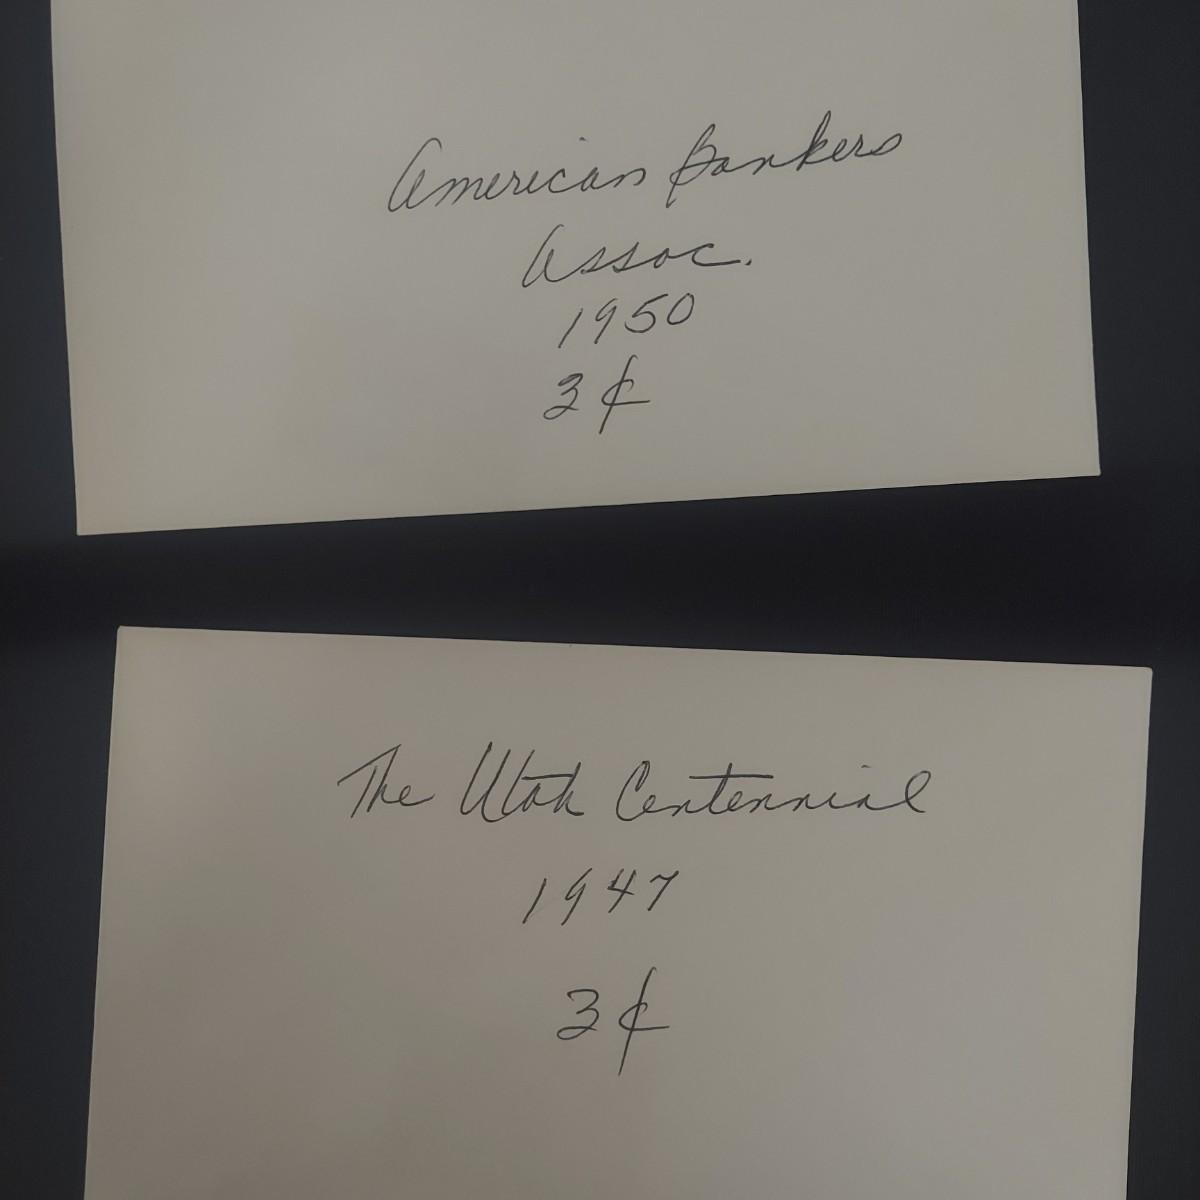 American Bankers
Assoc.
1950
3¢
The Utah Centennial
1947
3¢